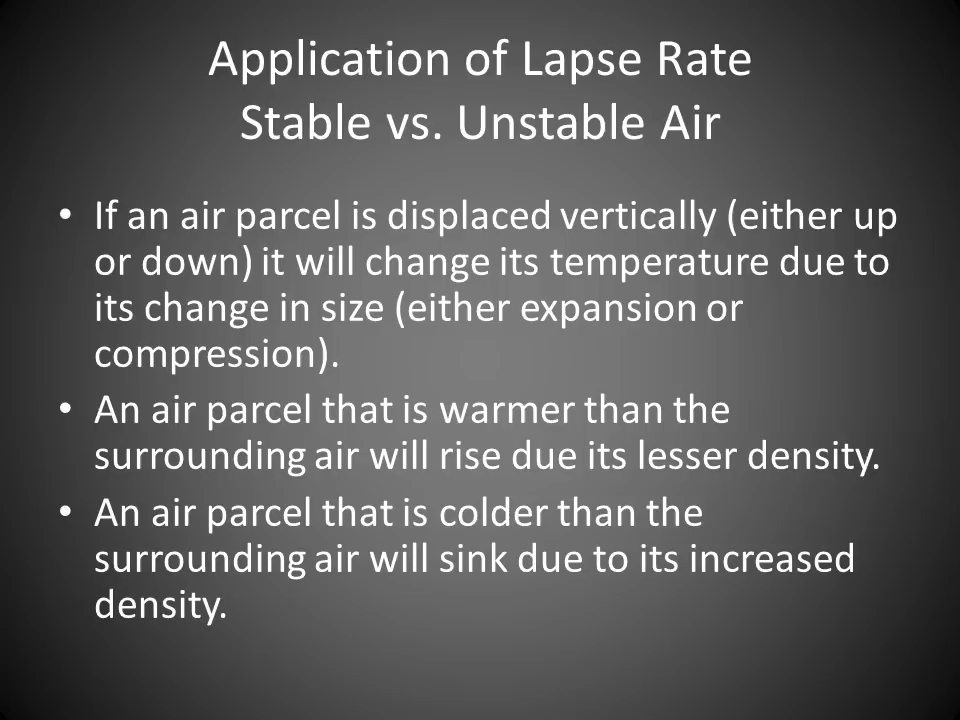 Application of Lapse Rate
Stable vs. Unstable Air
• If an air parcel is displaced vertically (either up
or down) it will change its temperature due to
its change in size (either expansion or
compression).
• An air parcel that is warmer than the
surrounding air will rise due its lesser density.
• An air parcel that is colder than the
surrounding air will sink due to its increased
density.